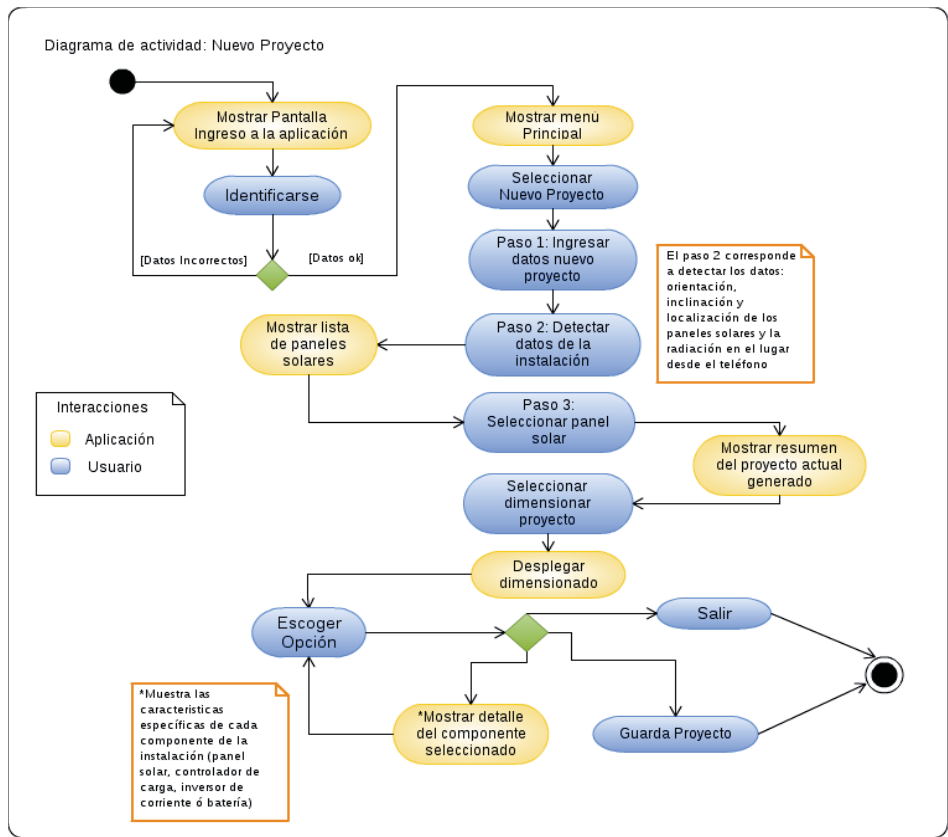 Diagrama de actividad: Nuevo Proyecto
Mostrar Pantalla
Ingreso a la aplicación
Identificarse
[Datos Incorrectos]
[Datos ok]
Mostrar menú
Principal
Seleccionar
Nuevo Proyecto
Paso 1: Ingresar
datos nuevo
proyecto
Paso 2: Detectar
datos de la
instalación
El paso 2 corresponde
a detectar los datos:
orientación,
inclinación y
localización de los
paneles solares y la
radiación en el lugar
desde el teléfono
Mostrar lista
de paneles
solares
Interacciones
Aplicación
Usuario
Paso 3:
Seleccionar panel
solar
Mostrar resumen
del proyecto actual
generado
Seleccionar
dimensionar
proyecto
Desplegar
dimensionado
Escoger
Opción
Salir
*Mostrar detalle
del componente
seleccionado
Guarda Proyecto
*Muestra las
caracteristicas
específicas de cada
componente de la
instalación (panel
solar, controlador de
carga, inversor de
corriente ó batería)